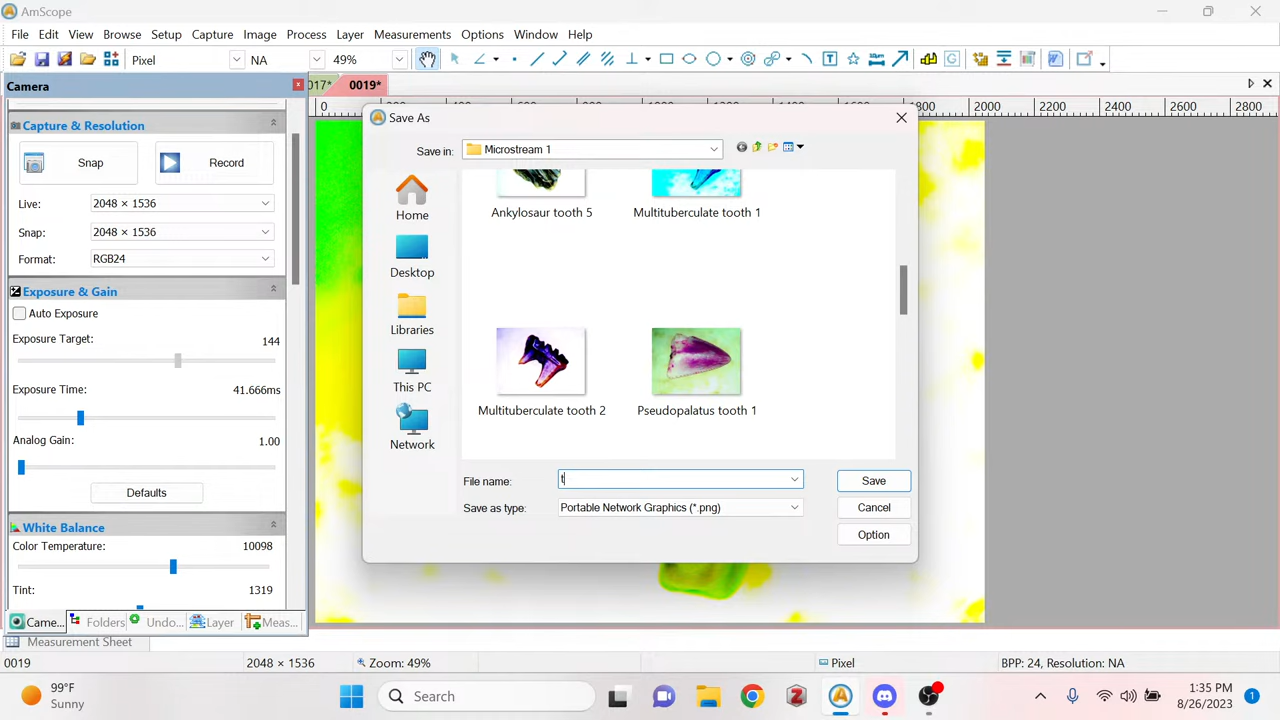 AmScope
File Edit View Browse Setup Capture Image Process Layer Measurements Options Window Help
Pixel NA 49%
Camera
017* 0019*
0 2000 2200 2400 2600 2800
Capture & Resolution
Snap Record
Live: 2048 × 1536
Snap: 2048 × 1536
Format: RGB24
Exposure & Gain
Auto Exposure
Exposure Target: 144
Exposure Time: 41.666ms
Analog Gain: 1.00
Defaults
White Balance
Color Temperature: 10098
Tint: 1319
Came... Folders Undo... Layer Meas...
Save As
Save in: Microstream 1
Home
Desktop
Libraries
This PC
Network
Ankylosaur tooth 5 Multituberculate tooth 1
Multituberculate tooth 2 Pseudopalatus tooth 1
File name: t
Save as type: Portable Network Graphics (*.png)
Save
Cancel
Option
Measurement Sheet
0019 2048 × 1536 Zoom: 49% Pixel BPP: 24, Resolution: NA
99°F
Sunny
Search
1:35 PM
8/26/2023
1